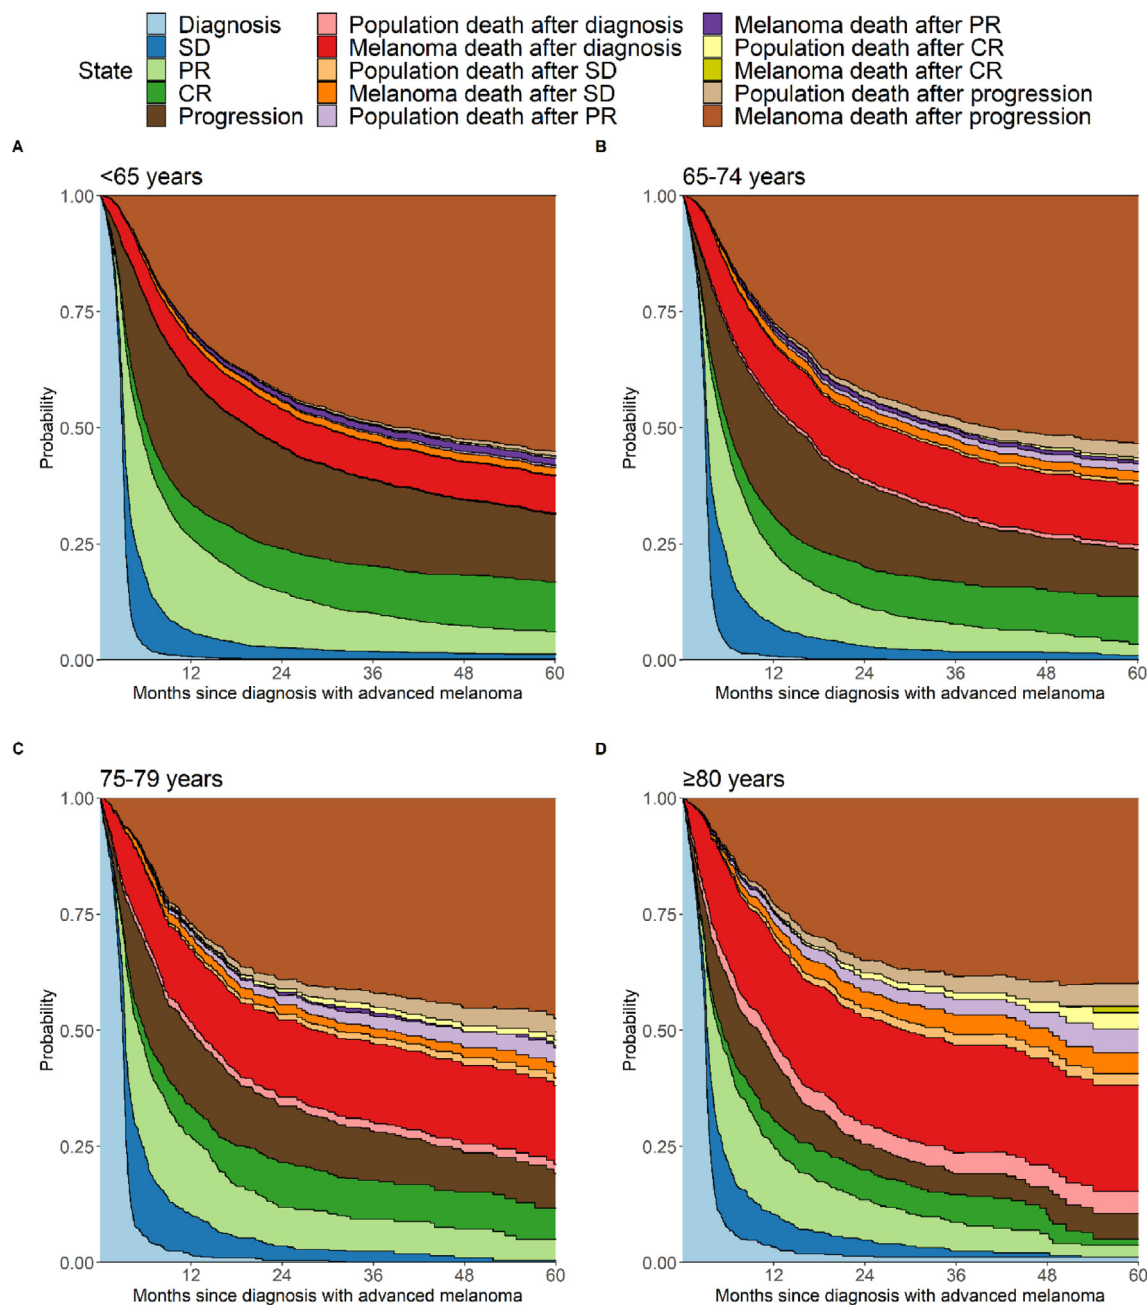 Diagnosis
Population death after diagnosis
Melanoma death after PR
SD
Melanoma death after diagnosis
Population death after CR
State
PR
Population death after SD
Melanoma death after CR
CR
Melanoma death after SD
Population death after progression
Progression
Population death after PR
Melanoma death after progression
A
<65 years
1.00
0.75
0.50
0.25
0.00
Probability
12 24 36 48 60
Months since diagnosis with advanced melanoma
B
65-74 years
1.00
0.75
0.50
0.25
0.00
Probability
12 24 36 48 60
Months since diagnosis with advanced melanoma
C
75-79 years
1.00
0.75
0.50
0.25
0.00
Probability
12 24 36 48 60
Months since diagnosis with advanced melanoma
D
≥80 years
1.00
0.75
0.50
0.25
0.00
Probability
12 24 36 48 60
Months since diagnosis with advanced melanoma